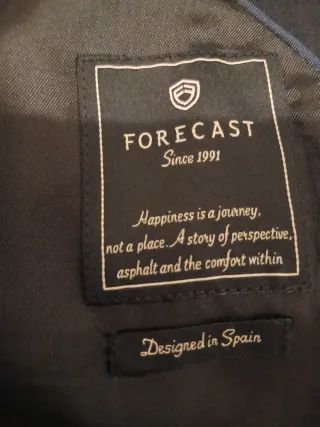 FORECAST
Since 1991
Happiness is a journey,
not a place. A story of perspective,
asphalt and the comfort within
Designed in Spain